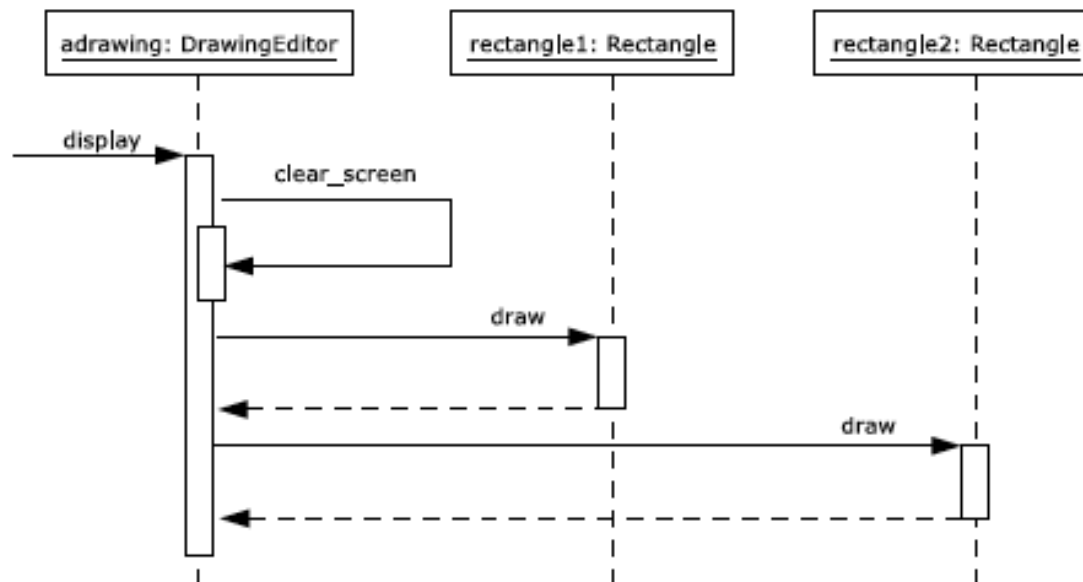 adrawing: DrawingEditor
rectangle1: Rectangle
rectangle2: Rectangle
display
clear_screen
draw
draw